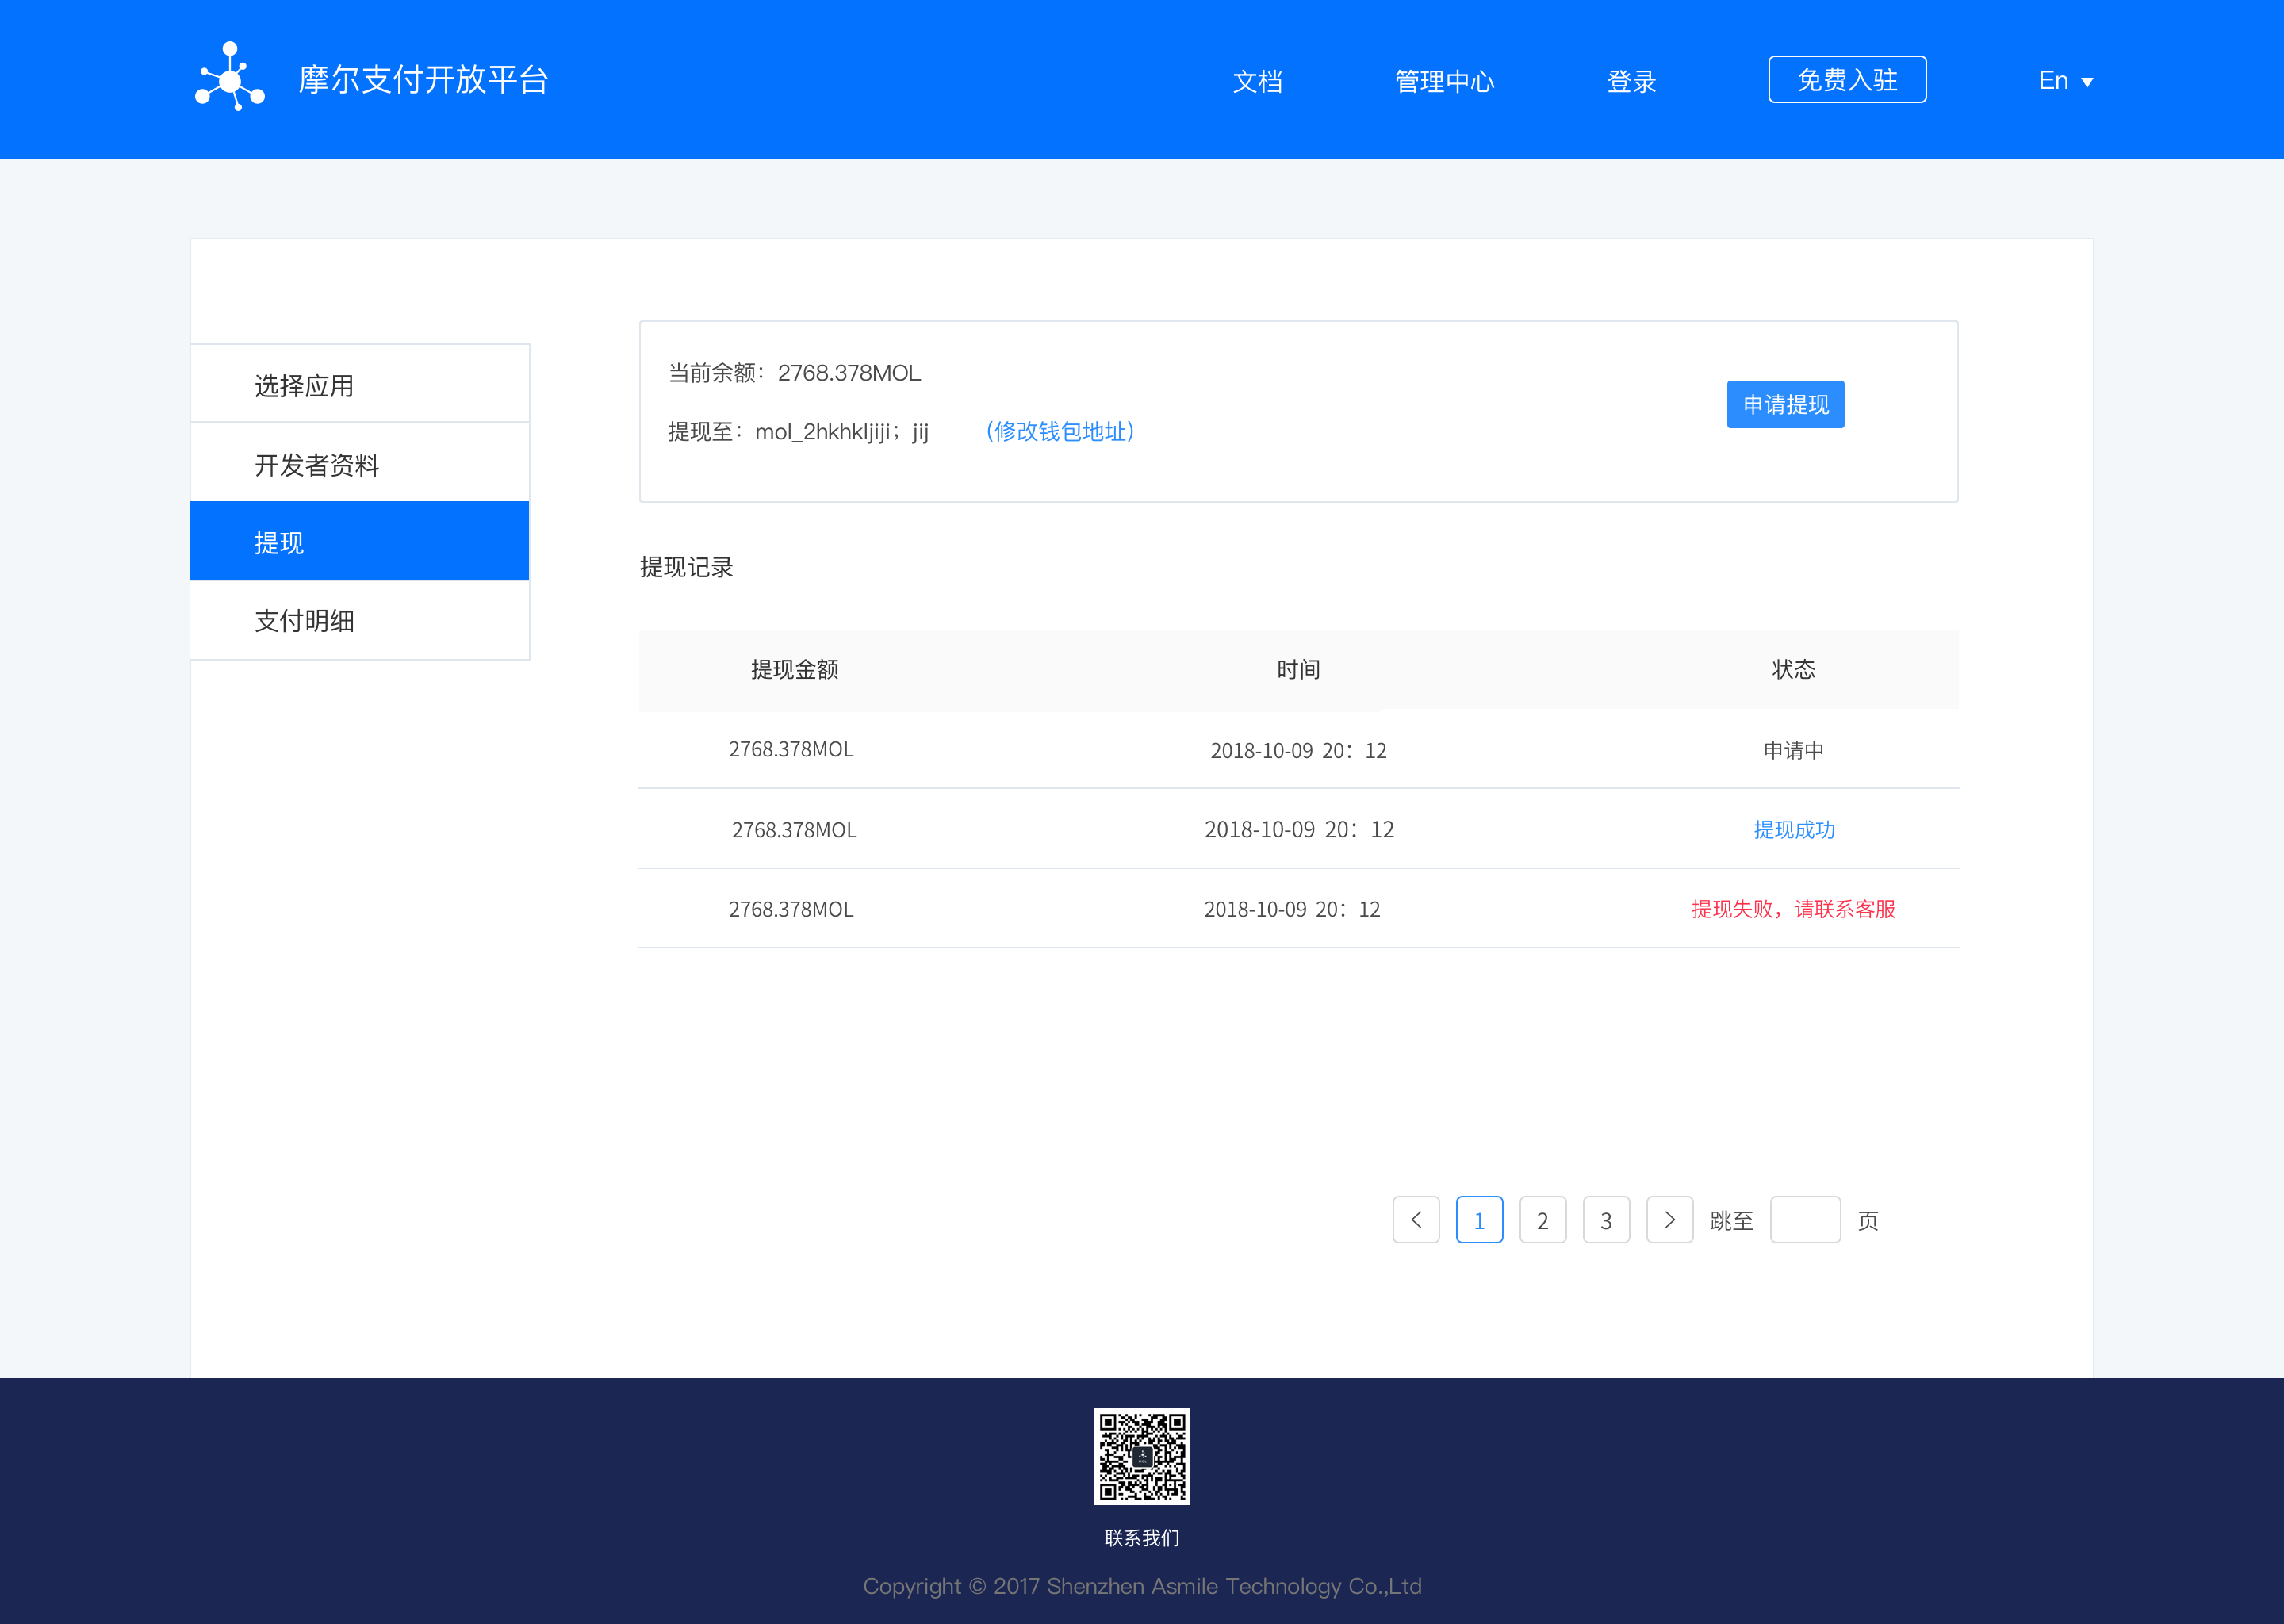 摩尔支付开放平台 文档 管理中心 登录 免费入驻 En
选择应用
开发者资料
提现
支付明细
当前余额：2768.378MOL
提现至：mol_2hkhkljiji；jij （修改钱包地址）
申请提现
提现记录
提现金额 时间 状态
2768.378MOL 2018-10-09 20：12 申请中
2768.378MOL 2018-10-09 20：12 提现成功
2768.378MOL 2018-10-09 20：12 提现失败，请联系客服
1 2 3 跳至 页
联系我们
Copyright © 2017 Shenzhen Asmile Technology Co.,Ltd